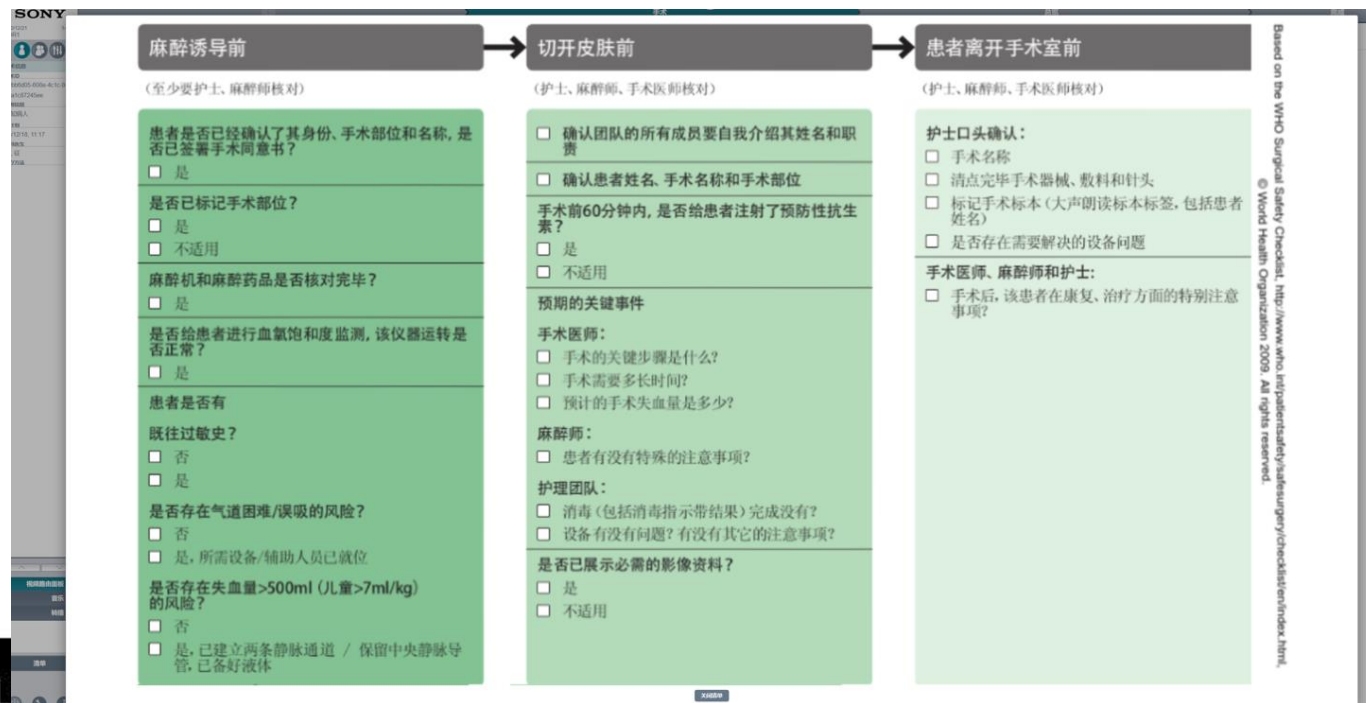 SONY
手术
麻醉诱导前
（至少要护士、麻醉师核对）
患者是否已经确认了其身份、手术部位和名称，是
否已签署手术同意书？
是
是否已标记手术部位？
是
不适用
麻醉机和麻醉药品是否核对完毕？
是
是否给患者进行血氧饱和度监测，该仪器运转是
否正常？
是
患者是否有
既往过敏史？
否
是
是否存在气道困难/误吸的风险？
否
是，所需设备/辅助人员已就位
是否存在失血量>500ml（儿童>7ml/kg）
的风险？
否
是，已建立两条静脉通道 / 保留中央静脉导
管，已备好液体
切开皮肤前
（护士、麻醉师、手术医师核对）
确认团队的所有成员要自我介绍其姓名和职
责
确认患者姓名、手术名称和手术部位
手术前60分钟内，是否给患者注射了预防性抗生
素？
是
不适用
预期的关键事件
手术医师：
手术的关键步骤是什么？
手术需要多长时间？
预计的手术失血量是多少？
麻醉师：
患者有没有特殊的注意事项？
护理团队：
消毒（包括消毒指示带结果）完成没有？
设备有没有问题？有没有其它的注意事项？
是否已展示必需的影像资料？
是
不适用
患者离开手术室前
（护士、麻醉师、手术医师核对）
护士口头确认：
手术名称
清点完毕手术器械、敷料和针头
标记手术标本（大声朗读标本标签，包括患者
姓名）
是否存在需要解决的设备问题
手术医师、麻醉师和护士：
手术后，该患者在康复、治疗方面的特别注意
事项？
Based on the WHO Surgical Safety Checklist, http://www.who.int/patientsafety/safesurgery/checklist/en/index.html,
© World Health Organization 2009. All rights reserved.
视频路由面板
音乐
转播
清单
关闭清单